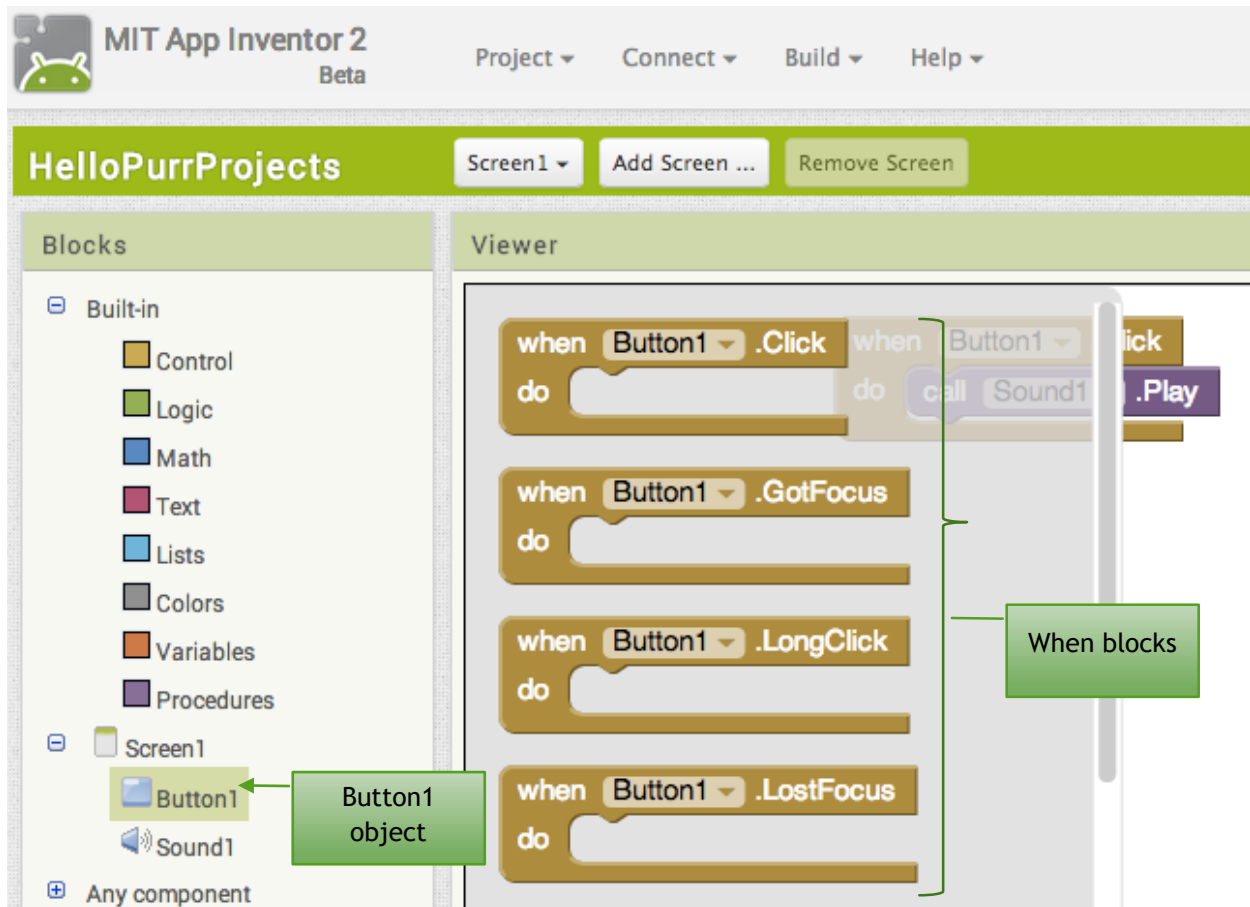 MIT App Inventor 2
Beta
Project
Connect
Build
Help
HelloPurrProjects
Screen1
Add Screen ...
Remove Screen
Blocks
Viewer
Built-in
Control
Logic
Math
Text
Lists
Colors
Variables
Procedures
Screen1
Button1
Sound1
Any component
Button1
object
when Button1 .Click
do
when Button1 .GotFocus
do
when Button1 .LongClick
do
when Button1 .LostFocus
do
when Button1 lick
do call Sound1 .Play
When blocks